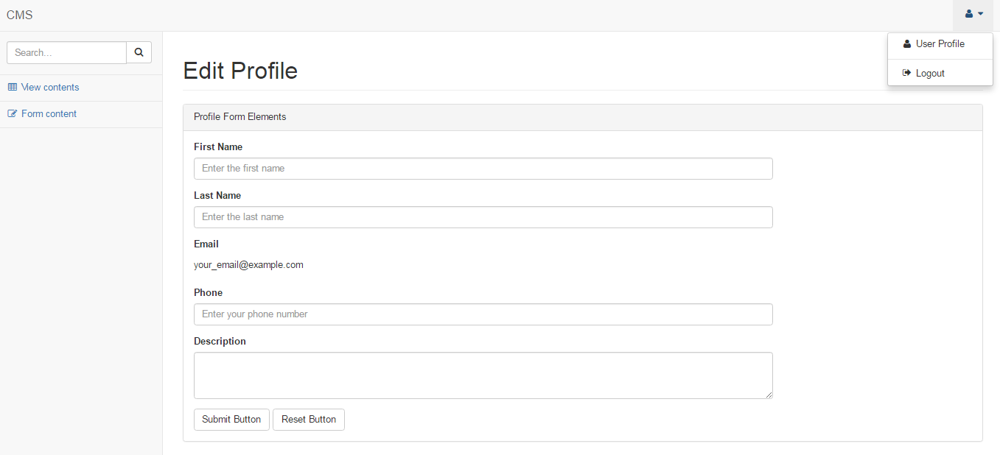 CMS
User Profile
Logout
Search...
View contents
Form content
Edit Profile
Profile Form Elements
First Name
Enter the first name
Last Name
Enter the last name
Email
your_email@example.com
Phone
Enter your phone number
Description
Submit Button Reset Button